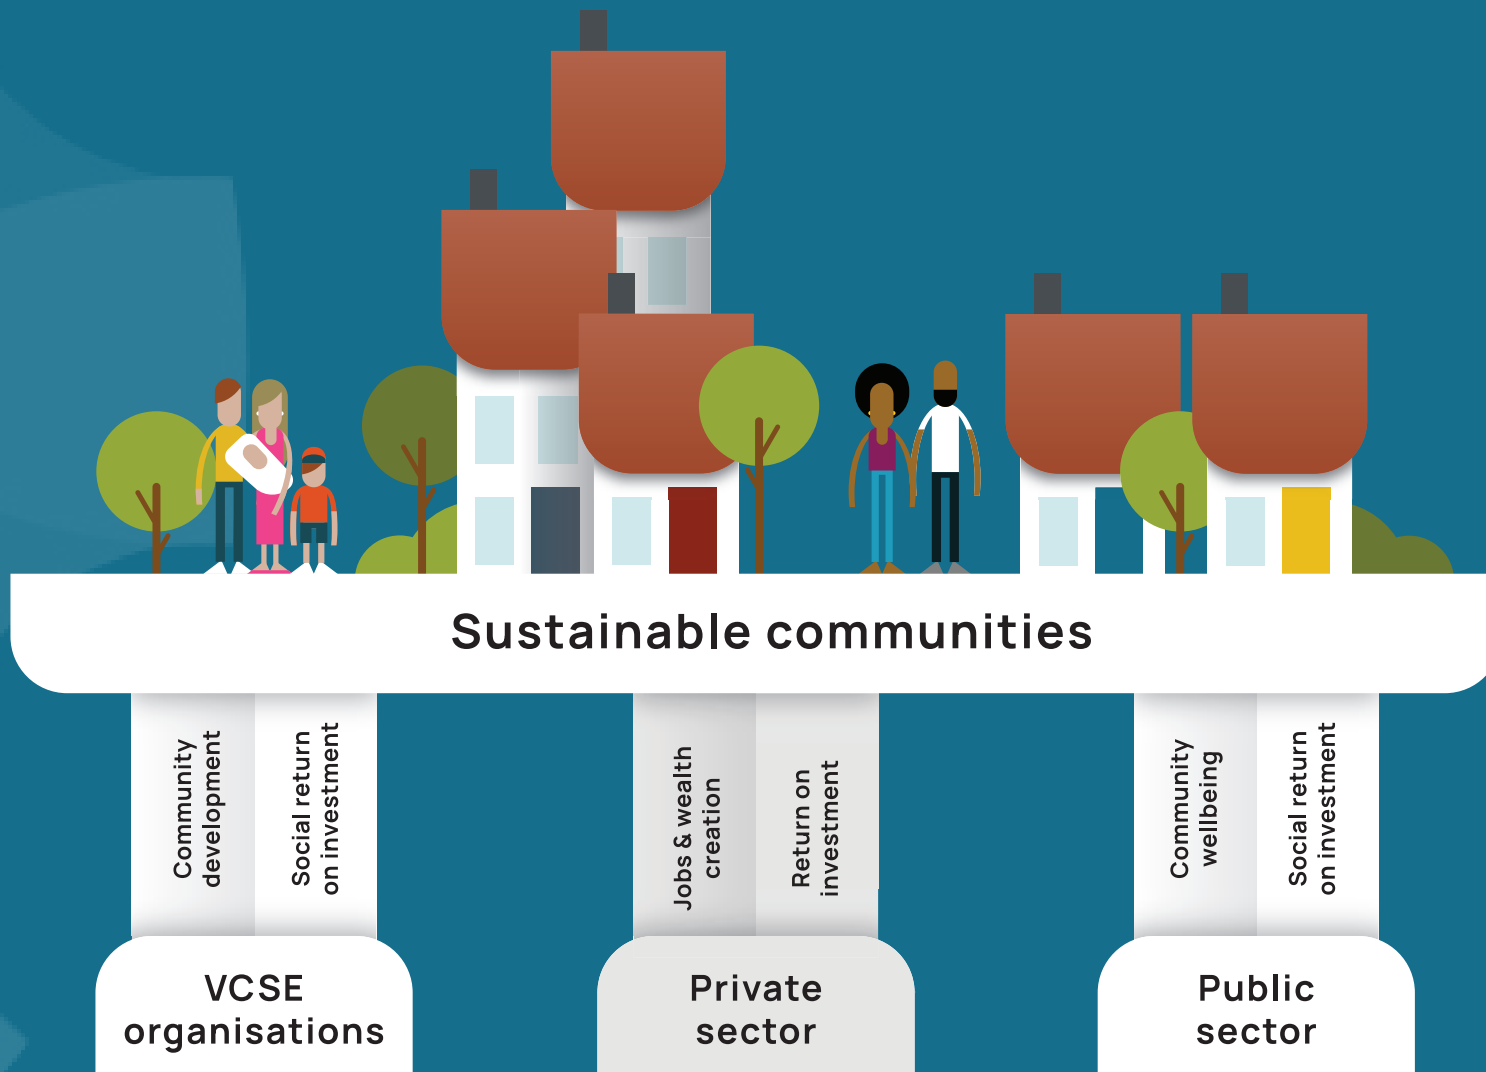 Sustainable communities
Community
development
Social return
on investment
Jobs & wealth
creation
Return on
investment
Community
wellbeing
Social return
on investment
VCSE
organisations
Private
sector
Public
sector